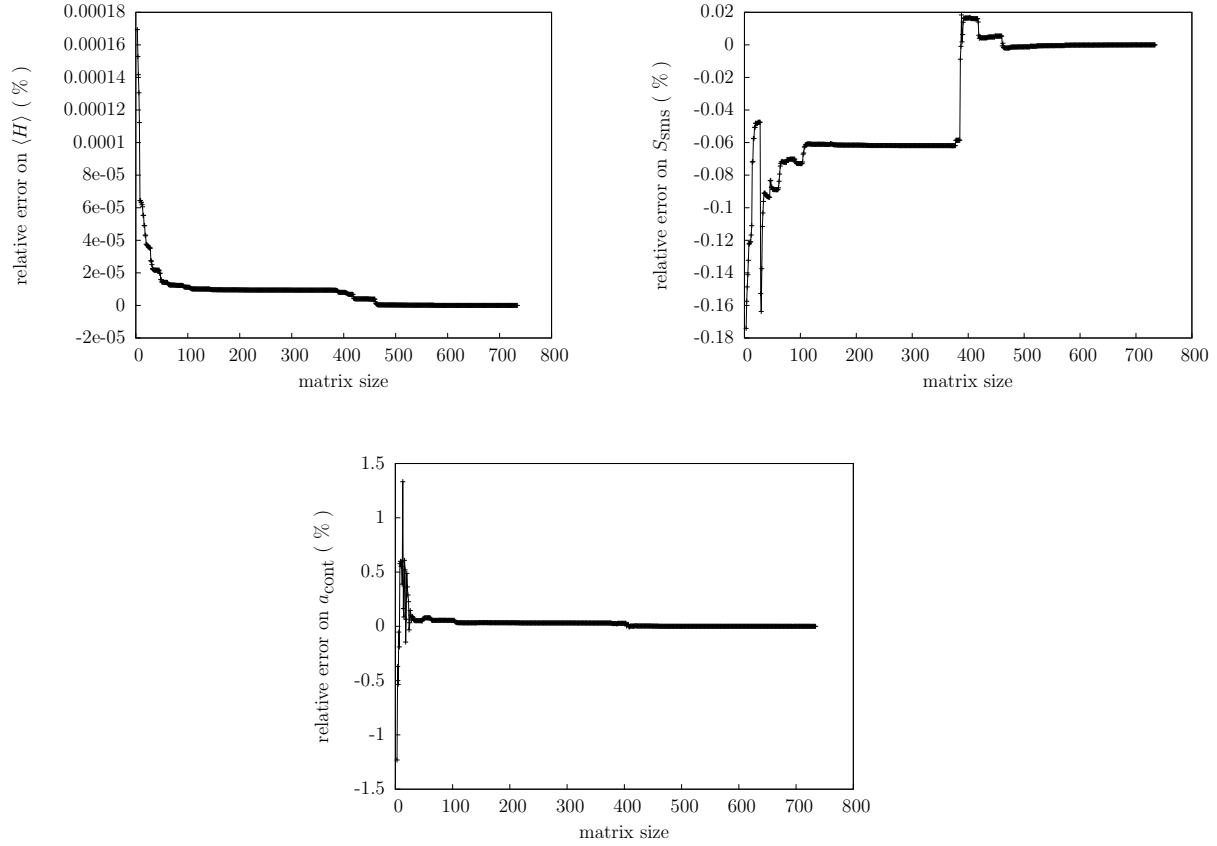 0.00018
0.00016
0.00014
0.00012
0.0001
8e-05
6e-05
4e-05
2e-05
0
-2e-05
0 100 200 300 400 500 600 700 800
relative error on ⟨H⟩ ( % )
matrix size
0.02
0
-0.02
-0.04
-0.06
-0.08
-0.1
-0.12
-0.14
-0.16
-0.18
0 100 200 300 400 500 600 700 800
relative error on Ssms ( % )
matrix size
1.5
1
0.5
0
-0.5
-1
-1.5
0 100 200 300 400 500 600 700 800
relative error on acont ( % )
matrix size